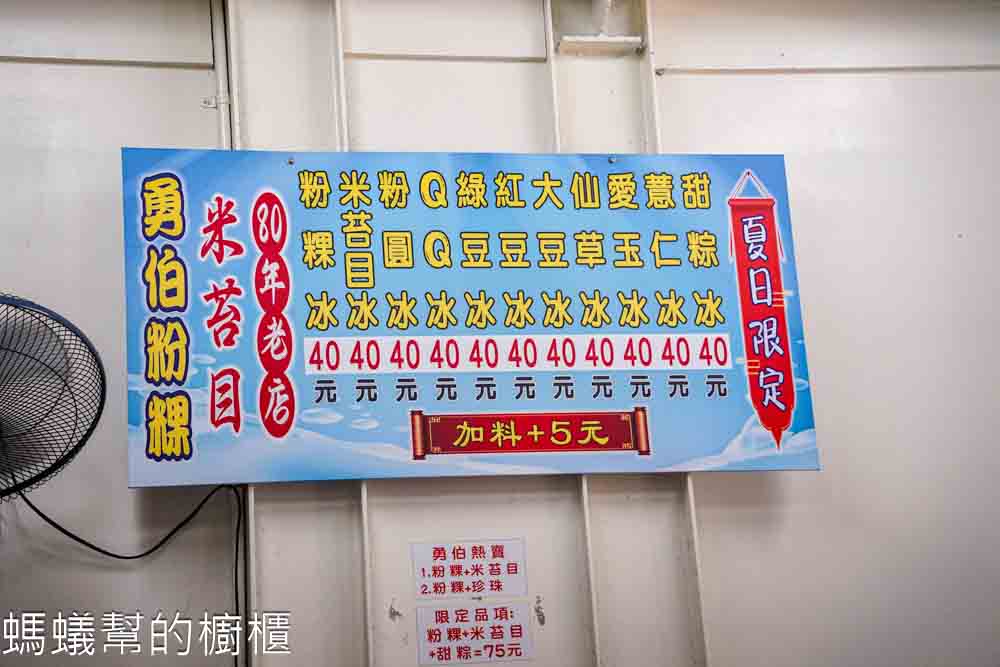 勇伯粉粿
米苔目
80年老店
粉粿冰40元
米苔目冰40元
粉圓冰40元
QQ冰40元
綠豆冰40元
紅豆冰40元
大豆冰40元
仙草冰40元
愛玉冰40元
薏仁冰40元
甜粽冰40元
加料+5元
夏日限定
勇伯熱賣
1.粉粿+米苔目
2.粉粿+珍珠
限定品項:
粉粿+米苔目
+甜粽=75元
螞蟻幫的櫥櫃